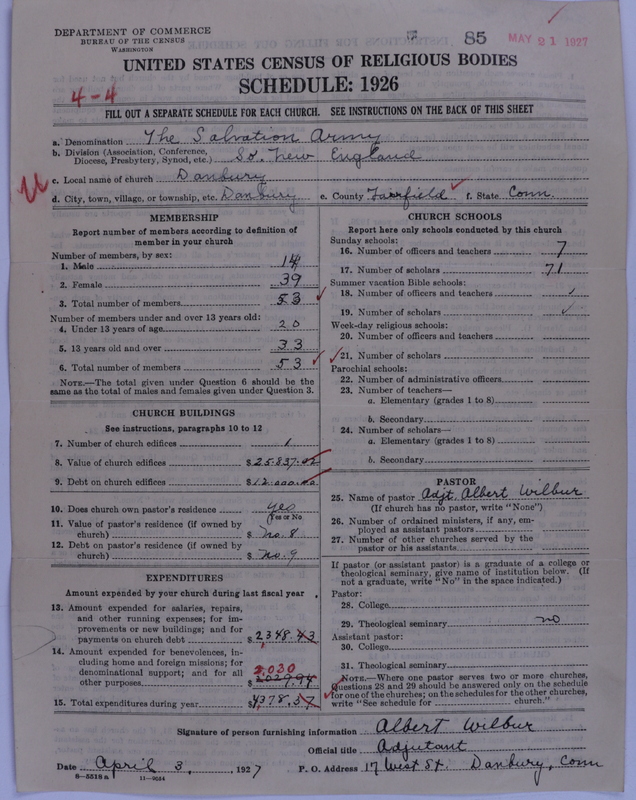 DEPARTMENT OF COMMERCE
BUREAU OF THE CENSUS
WASHINGTON
85
MAY 21 1927
UNITED STATES CENSUS OF RELIGIOUS BODIES
SCHEDULE: 1926
4-4
FILL OUT A SEPARATE SCHEDULE FOR EACH CHURCH. SEE INSTRUCTIONS ON THE BACK OF THIS SHEET
a. Denomination The Salvation Army
b. Division (Association, Conference,
Diocese, Presbytery, Synod, etc.) So. New England
c. Local name of church Danbury
d. City, town, village, or township, etc. Danbury e. County Fairfield f. State Conn.
MEMBERSHIP
Report number of members according to definition of
member in your church
Number of members, by sex:
1. Male 14
2. Female 39
3. Total number of members 53
Number of members under and over 13 years old:
4. Under 13 years of age 20
5. 13 years old and over 33
6. Total number of members 53
NOTE.—The total given under Question 6 should be
same as the total of males and females given under Question 3.
CHURCH BUILDINGS
See instructions, paragraphs 10 to 12
7. Number of church edifices 1
8. Value of church edifices $25837.
9. Debt on church edifices $12.000.00
10. Does church own pastor's residence yes
Yes or No
11. Value of pastor's residence (if owned by
church) $ no. 8
12. Debt on pastor's residence (if owned by
church) $ no. 9
EXPENDITURES
Amount expended by your church during last fiscal year
13. Amount expended for salaries, repairs,
and other running expenses; for im-
provements or new buildings; and for
payments on church debt $2,348.43
14. Amount expended for benevolences, in-
cluding home and foreign missions; for
denominational support; and for all
2,030
other purposes $2029.94
15. Total expenditures during year $4,378.37
CHURCH SCHOOLS
Report here only schools conducted by this church
Sunday schools:
16. Number of officers and teachers 7
17. Number of scholars 71
Summer vacation Bible schools:
18. Number of officers and teachers
19. Number of scholars
Week-day religious schools:
20. Number of officers and teachers
21. Number of scholars
Parochial schools:
22. Number of administrative officers
23. Number of teachers—
a. Elementary (grades 1 to 8)
b. Secondary
24. Number of scholars—
a. Elementary (grades 1 to 8)
b. Secondary
PASTOR
25. Name of pastor Adjt. Albert Wilbur
(If church has no pastor, write "None")
26. Number of ordained ministers, if any, em-
ployed as assistant pastors
27. Number of other churches served by the
pastor or his assistants
If pastor (or assistant pastor) is a graduate of a college or
theological seminary, give name of institution below. (If
not a graduate, write "No" in the space indicated.)
Pastor:
28. College
29. Theological seminary no
Assistant pastor:
30. College
31. Theological seminary
NOTE.—Where one pastor serves two or more churches,
Questions 28 and 29 should be answered only on the schedule
for one of the churches; on the schedules for the other churches,
write "See schedule for church."
Signature of person furnishing information Albert Wilbur
Official title Adjutant
Date April 3, 1927 P. O. Address 17 West St. Danbury, Conn
8-5518 a 11-9054